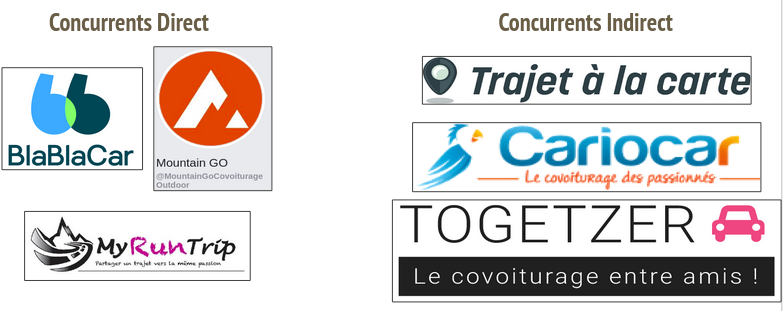 Concurrents Direct
BlaBlaCar
Mountain GO
@MountainGoCovoiturage
Outdoor
MyRunTrip
Partager un trajet vers la même passion
Concurrents Indirect
Trajet à la carte
Cariocar
Le covoiturage des passionnés
TOGETZER
Le covoiturage entre amis !